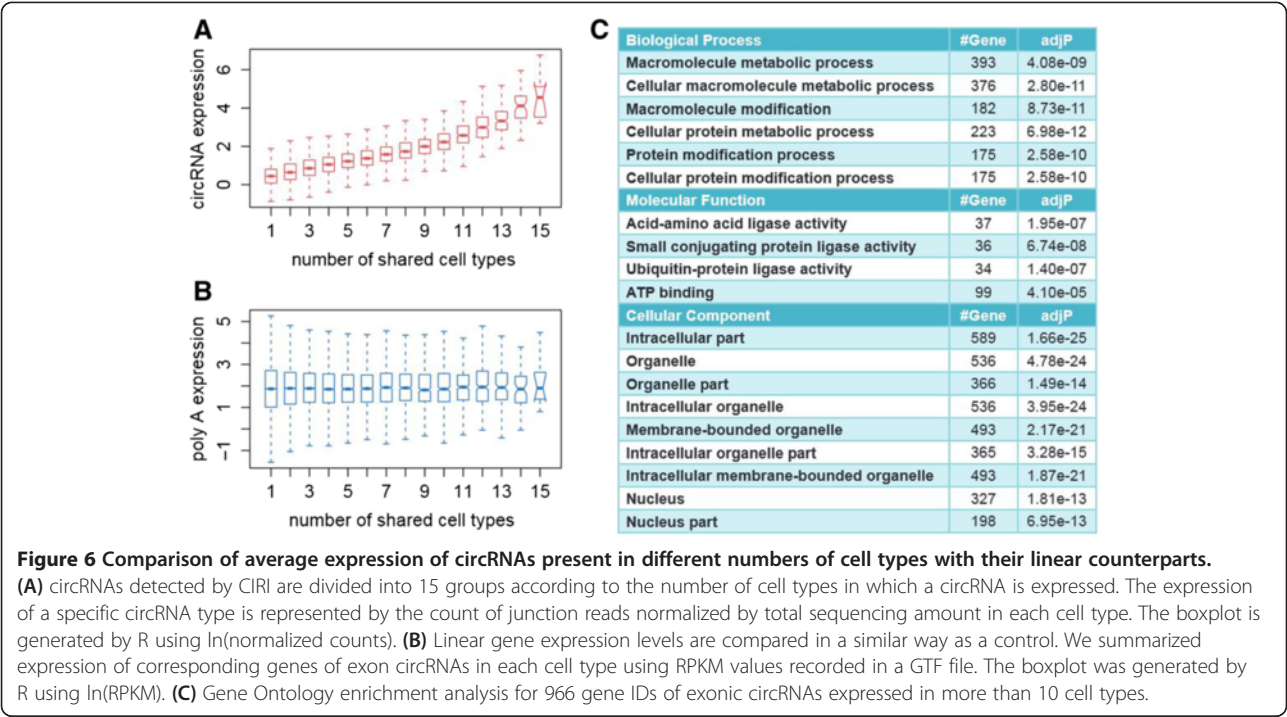 A
circRNA expression
6
4
2
0
1 3 5 7 9 11 13 15
number of shared cell types
B
poly A expression
5
3
1
−1
1 3 5 7 9 11 13 15
number of shared cell types
C
Biological Process #Gene adjP
Macromolecule metabolic process 393 4.08e-09
Cellular macromolecule metabolic process 376 2.80e-11
Macromolecule modification 182 8.73e-11
Cellular protein metabolic process 223 6.98e-12
Protein modification process 175 2.58e-10
Cellular protein modification process 175 2.58e-10
Molecular Function #Gene adjP
Acid-amino acid ligase activity 37 1.95e-07
Small conjugating protein ligase activity 36 6.74e-08
Ubiquitin-protein ligase activity 34 1.40e-07
ATP binding 99 4.10e-05
Cellular Component #Gene adjP
Intracellular part 589 1.66e-25
Organelle 536 4.78e-24
Organelle part 366 1.49e-14
Intracellular organelle 536 3.95e-24
Membrane-bounded organelle 493 2.17e-21
Intracellular organelle part 365 3.28e-15
Intracellular membrane-bounded organelle 493 1.87e-21
Nucleus 327 1.81e-13
Nucleus part 198 6.95e-13
Figure 6 Comparison of average expression of circRNAs present in different numbers of cell types with their linear counterparts.
(A) circRNAs detected by CIRI are divided into 15 groups according to the number of cell types in which a circRNA is expressed. The expression
of a specific circRNA type is represented by the count of junction reads normalized by total sequencing amount in each cell type. The boxplot is
generated by R using ln(normalized counts). (B) Linear gene expression levels are compared in a similar way as a control. We summarized
expression of corresponding genes of exon circRNAs in each cell type using RPKM values recorded in a GTF file. The boxplot was generated by
R using ln(RPKM). (C) Gene Ontology enrichment analysis for 966 gene IDs of exonic circRNAs expressed in more than 10 cell types.